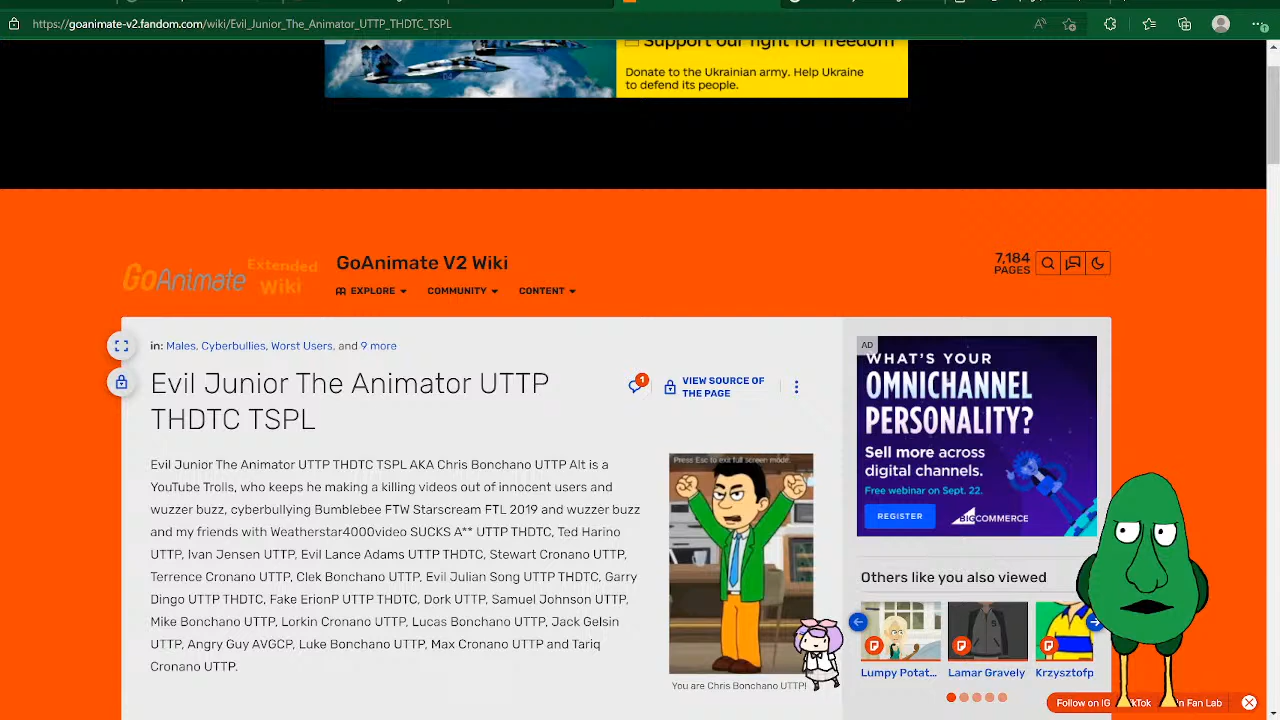 https://goanimate-v2.fandom.com/wiki/Evil_Junior_The_Animator_UTTP_THDTC_TSPL
Support our fight for freedom
Donate to the Ukrainian army. Help Ukraine
to defend its people.
GoAnimate Extended
Wiki
GoAnimate V2 Wiki
7,184
PAGES
EXPLORE
COMMUNITY
CONTENT
in: Males, Cyberbullies, Worst Users, and 9 more
Evil Junior The Animator UTTP
THDTC TSPL
1
VIEW SOURCE OF
THE PAGE
Evil Junior The Animator UTTP THDTC TSPL AKA Chris Bonchano UTTP Alt is a
YouTube Trolls, who keeps to making a killing videos out of innocent users and
wuzzer buzz, cyberbullying Bumblebee FTW Starscream FTL 2019 and wuzzer buzz
and my friends with Weatherstar4000video SUCKS A** UTTP THDTC, Ted Harino
UTTP, Ivan Jensen UTTP, Evil Lance Adams UTTP THDTC, Stewart Cronano UTTP,
Terrence Cronano UTTP, Clek Bonchano UTTP, Evil Julian Song UTTP THDTC, Garry
Dingo UTTP THDTC, Fake ErionP UTTP THDTC, Dork UTTP, Samuel Johnson UTTP,
Mike Bonchano UTTP, Lorkin Cronano UTTP, Lucas Bonchano UTTP, Jack Gelsin
UTTP, Angry Guy AVGCP, Luke Bonchano UTTP, Max Cronano UTTP and Tariq
Cronano UTTP.
Press Esc to exit full screen mode.
You are Chris Bonchano UTTP!
AD
WHAT'S YOUR
OMNICHANNEL
PERSONALITY?
Sell more across
digital channels.
Free webinar on Sept. 22.
REGISTER
BIGCOMMERCE
Others like you also viewed
Lumpy Potat...
Lamar Gravely
Krzysztofp
Follow on IG
TikTok
in Fan Lab